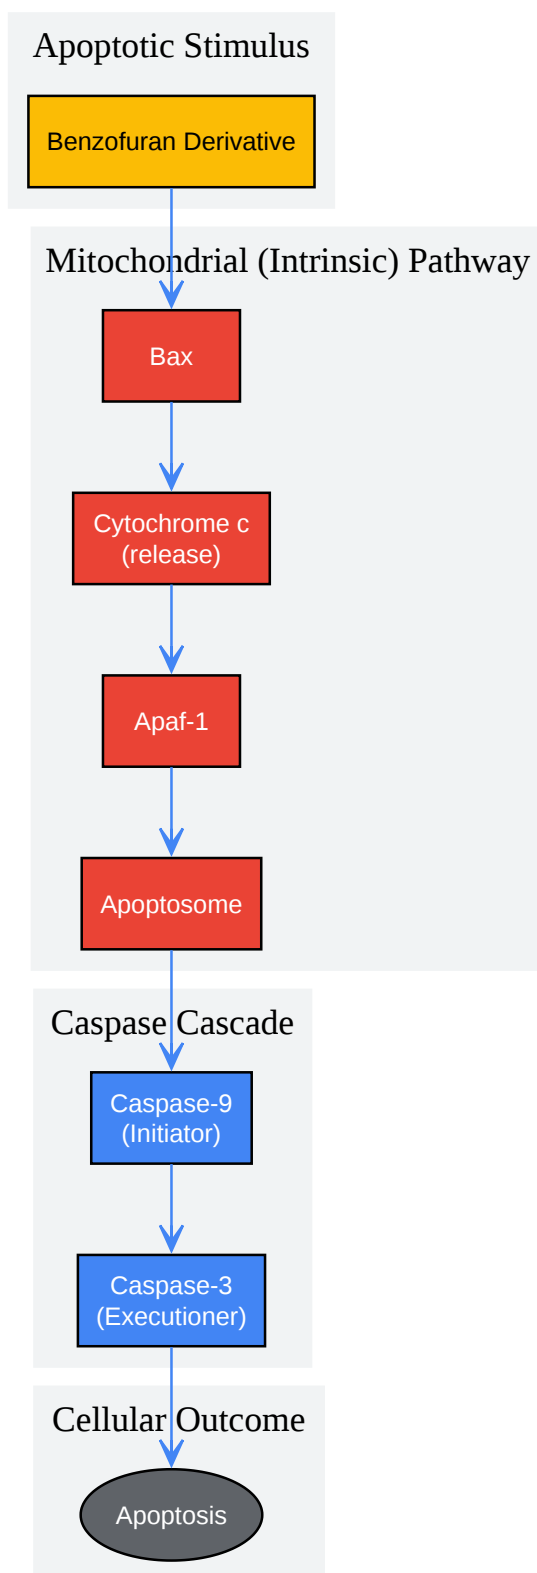 Apoptotic Stimulus
Benzofuran Derivative
Mitochondrial (Intrinsic) Pathway
Bax
Cytochrome c
(release)
Apaf-1
Apoptosome
Caspase Cascade
Caspase-9
(Initiator)
Caspase-3
(Executioner)
Cellular Outcome
Apoptosis